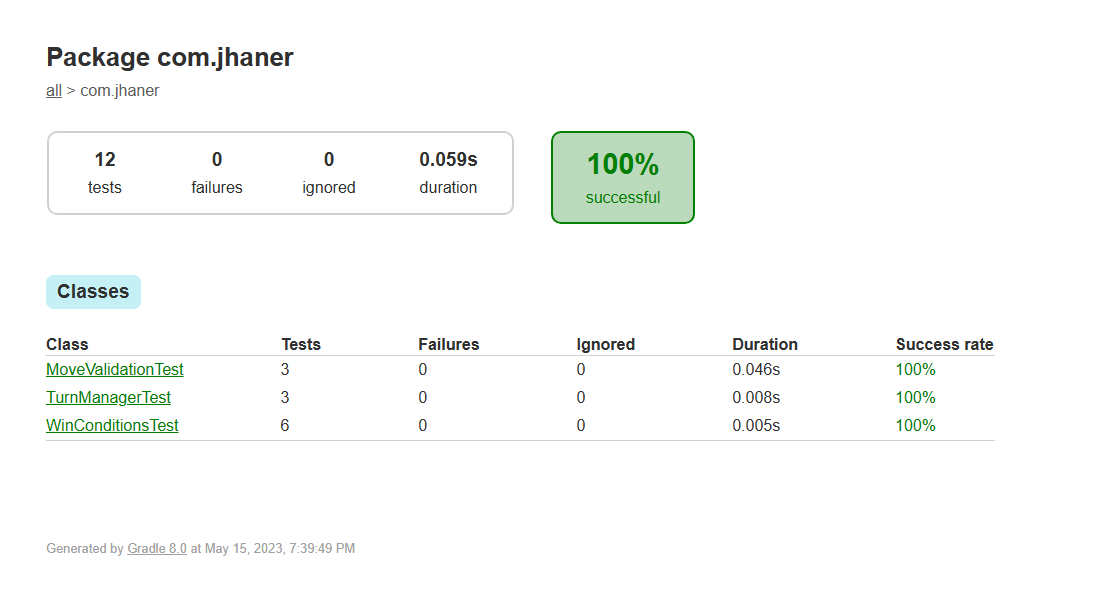 Package com.jhaner
all > com.jhaner
12 0 0 0.059s
tests failures ignored duration
100%
successful
Classes
Class Tests Failures Ignored Duration Success rate
MoveValidationTest 3 0 0 0.046s 100%
TurnManagerTest 3 0 0 0.008s 100%
WinConditionsTest 6 0 0 0.005s 100%
Generated by Gradle 8.0 at May 15, 2023, 7:39:49 PM